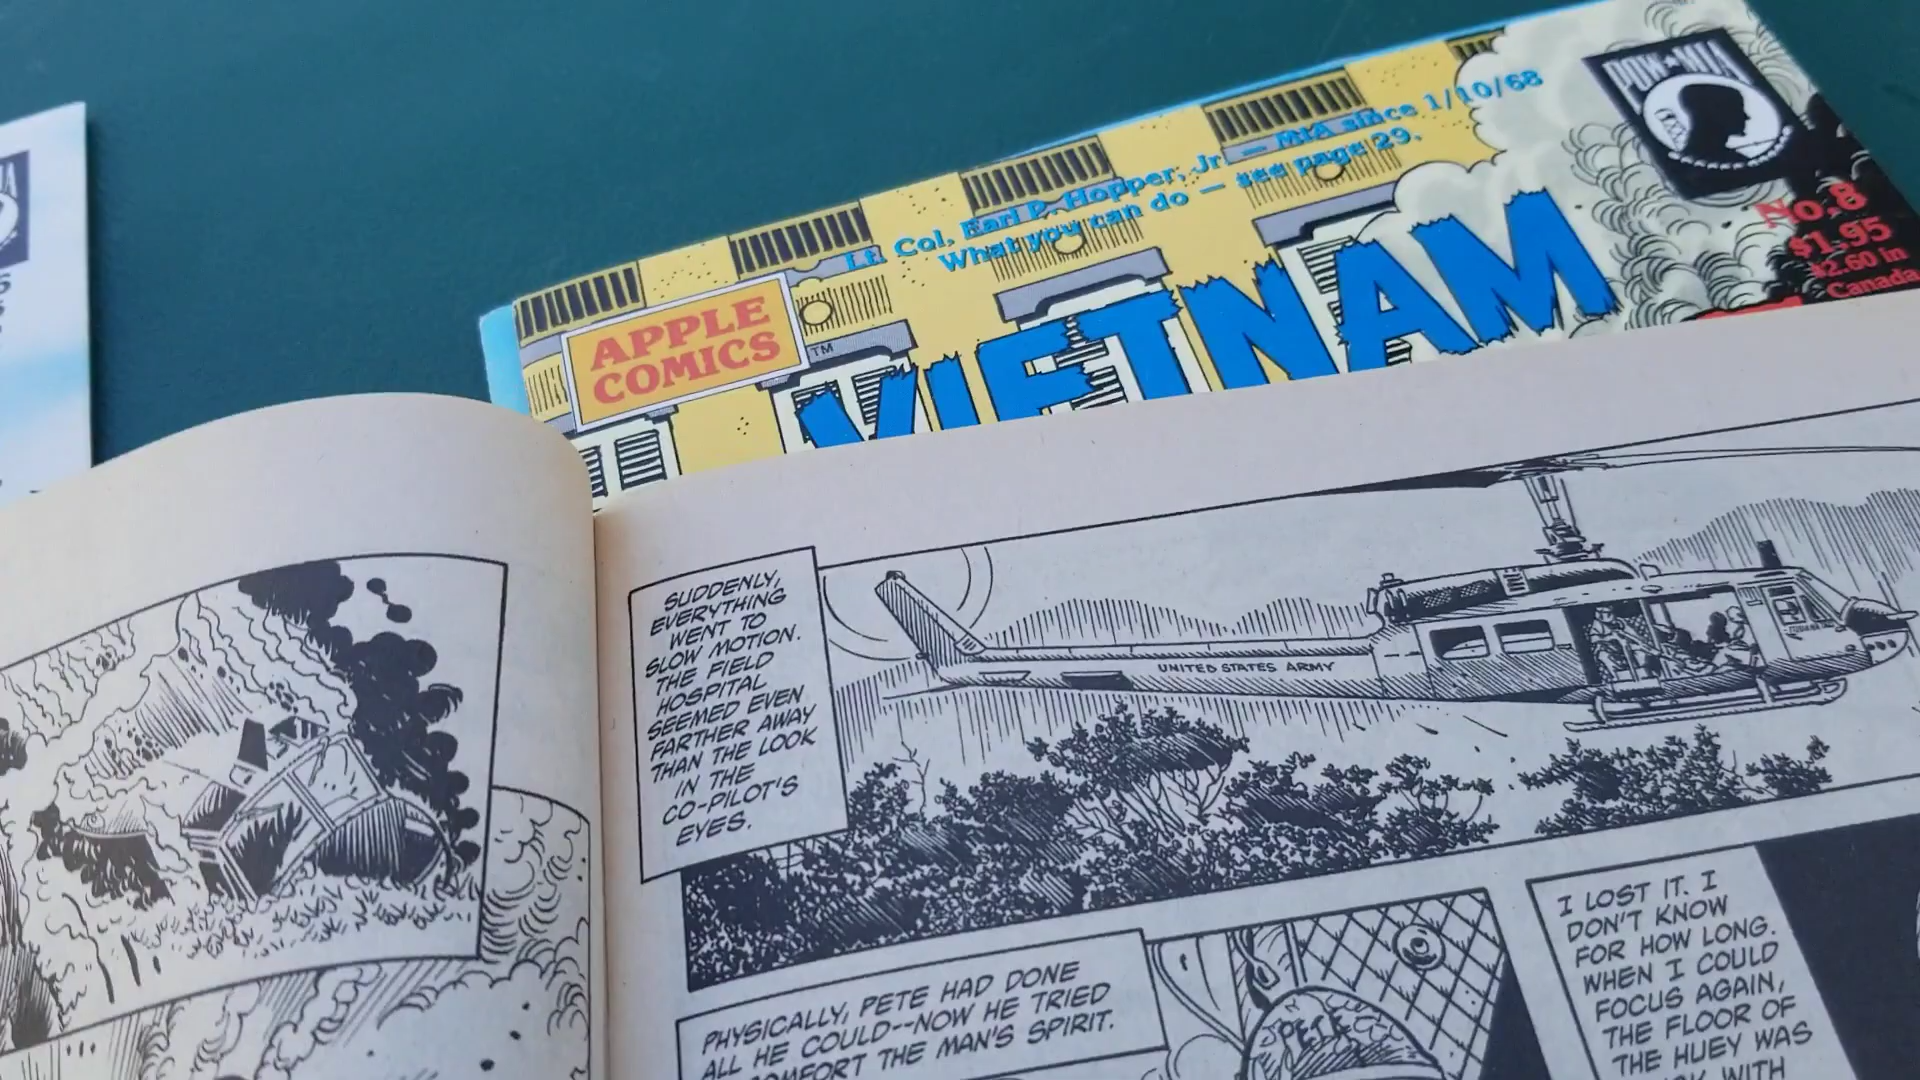 POW★MIA
Lt. Col. Earl P. Hopper, Jr. — MIA since 1/10/68
What you can do — see page 29.
No.8
$1.95
$2.60 in
Canada
APPLE
COMICS
TM
VIETNAM
SUDDENLY,
EVERYTHING
WENT TO
SLOW MOTION.
THE FIELD
HOSPITAL
SEEMED EVEN
FARTHER AWAY
THAN THE LOOK
IN THE
CO-PILOT'S
EYES.
UNITED STATES ARMY
PHYSICALLY, PETE HAD DONE
ALL HE COULD--NOW HE TRIED
COMFORT THE MAN'S SPIRIT.
I LOST IT. I
DON'T KNOW
FOR HOW LONG.
WHEN I COULD
FOCUS AGAIN,
THE FLOOR OF
THE HUEY WAS
WITH